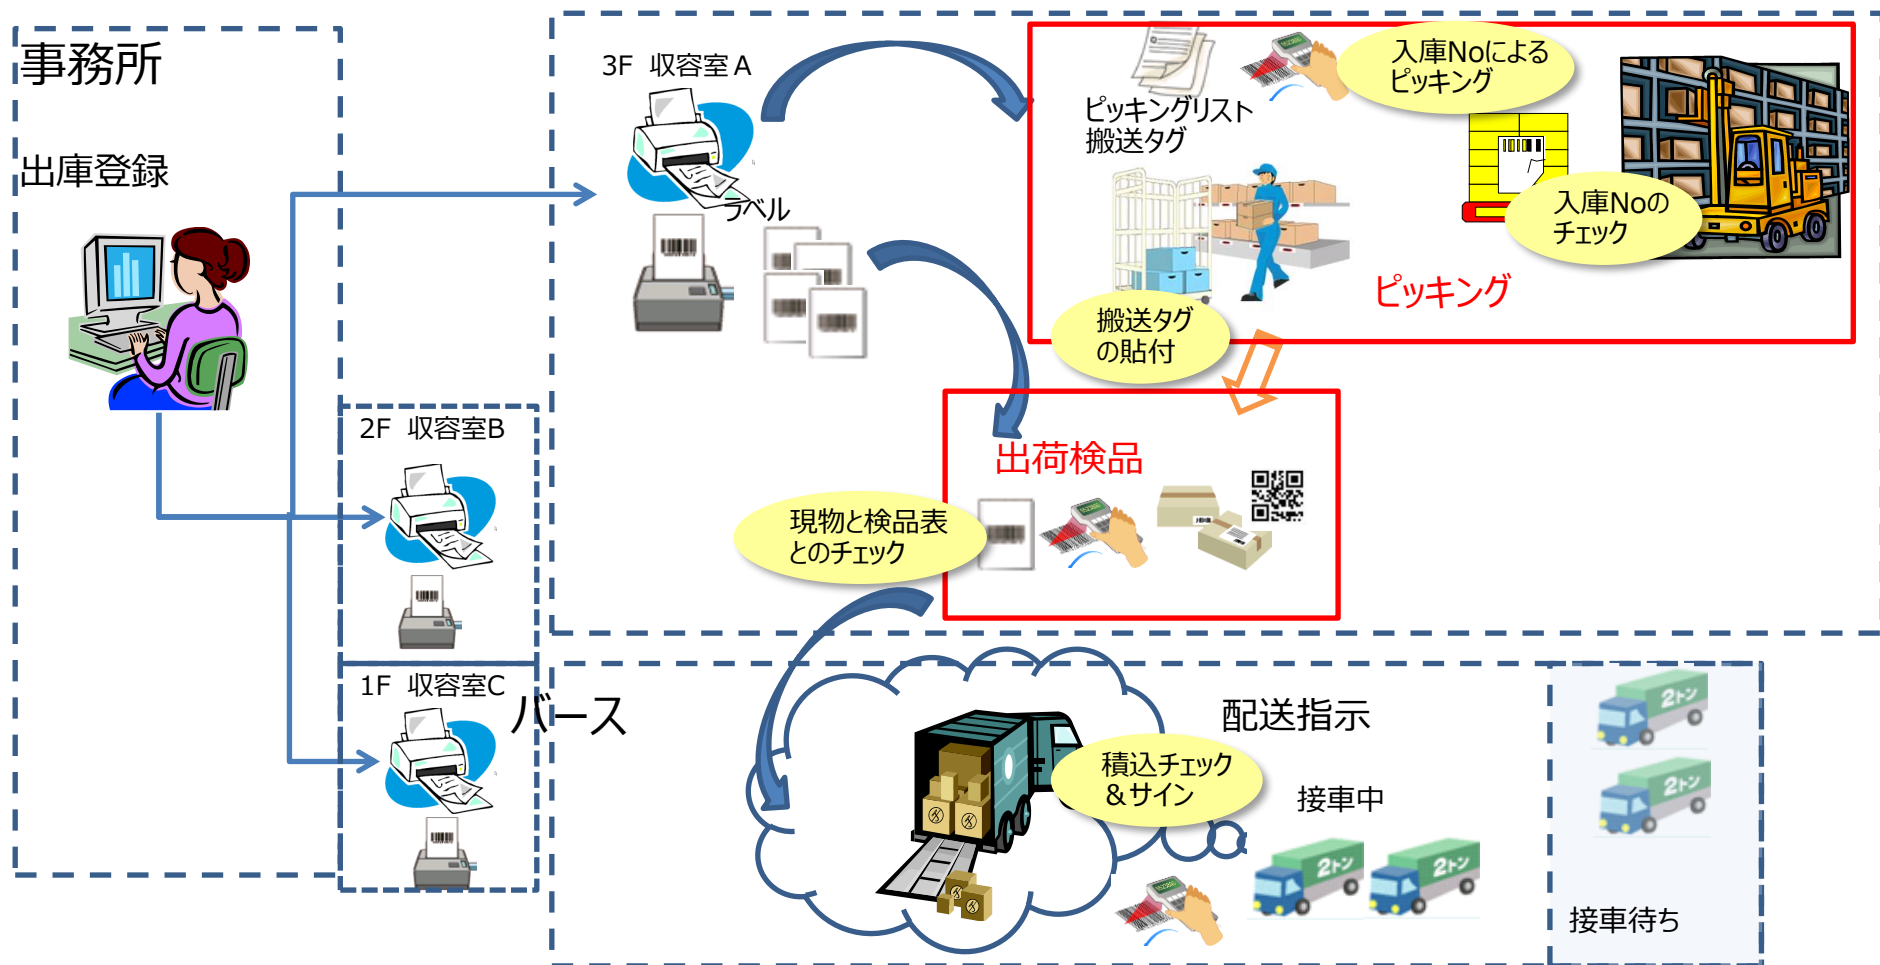 事務所
出庫登録
3F 収容室A
ラベル
ピッキングリスト
搬送タグ
入庫Noによる
ピッキング
入庫Noの
チェック
ピッキング
搬送タグ
の貼付
2F 収容室B
出荷検品
現物と検品表
とのチェック
1F 収容室C
バース
配送指示
積込チェック
&サイン
接車中
2トン
2トン
2トン
2トン
接車待ち